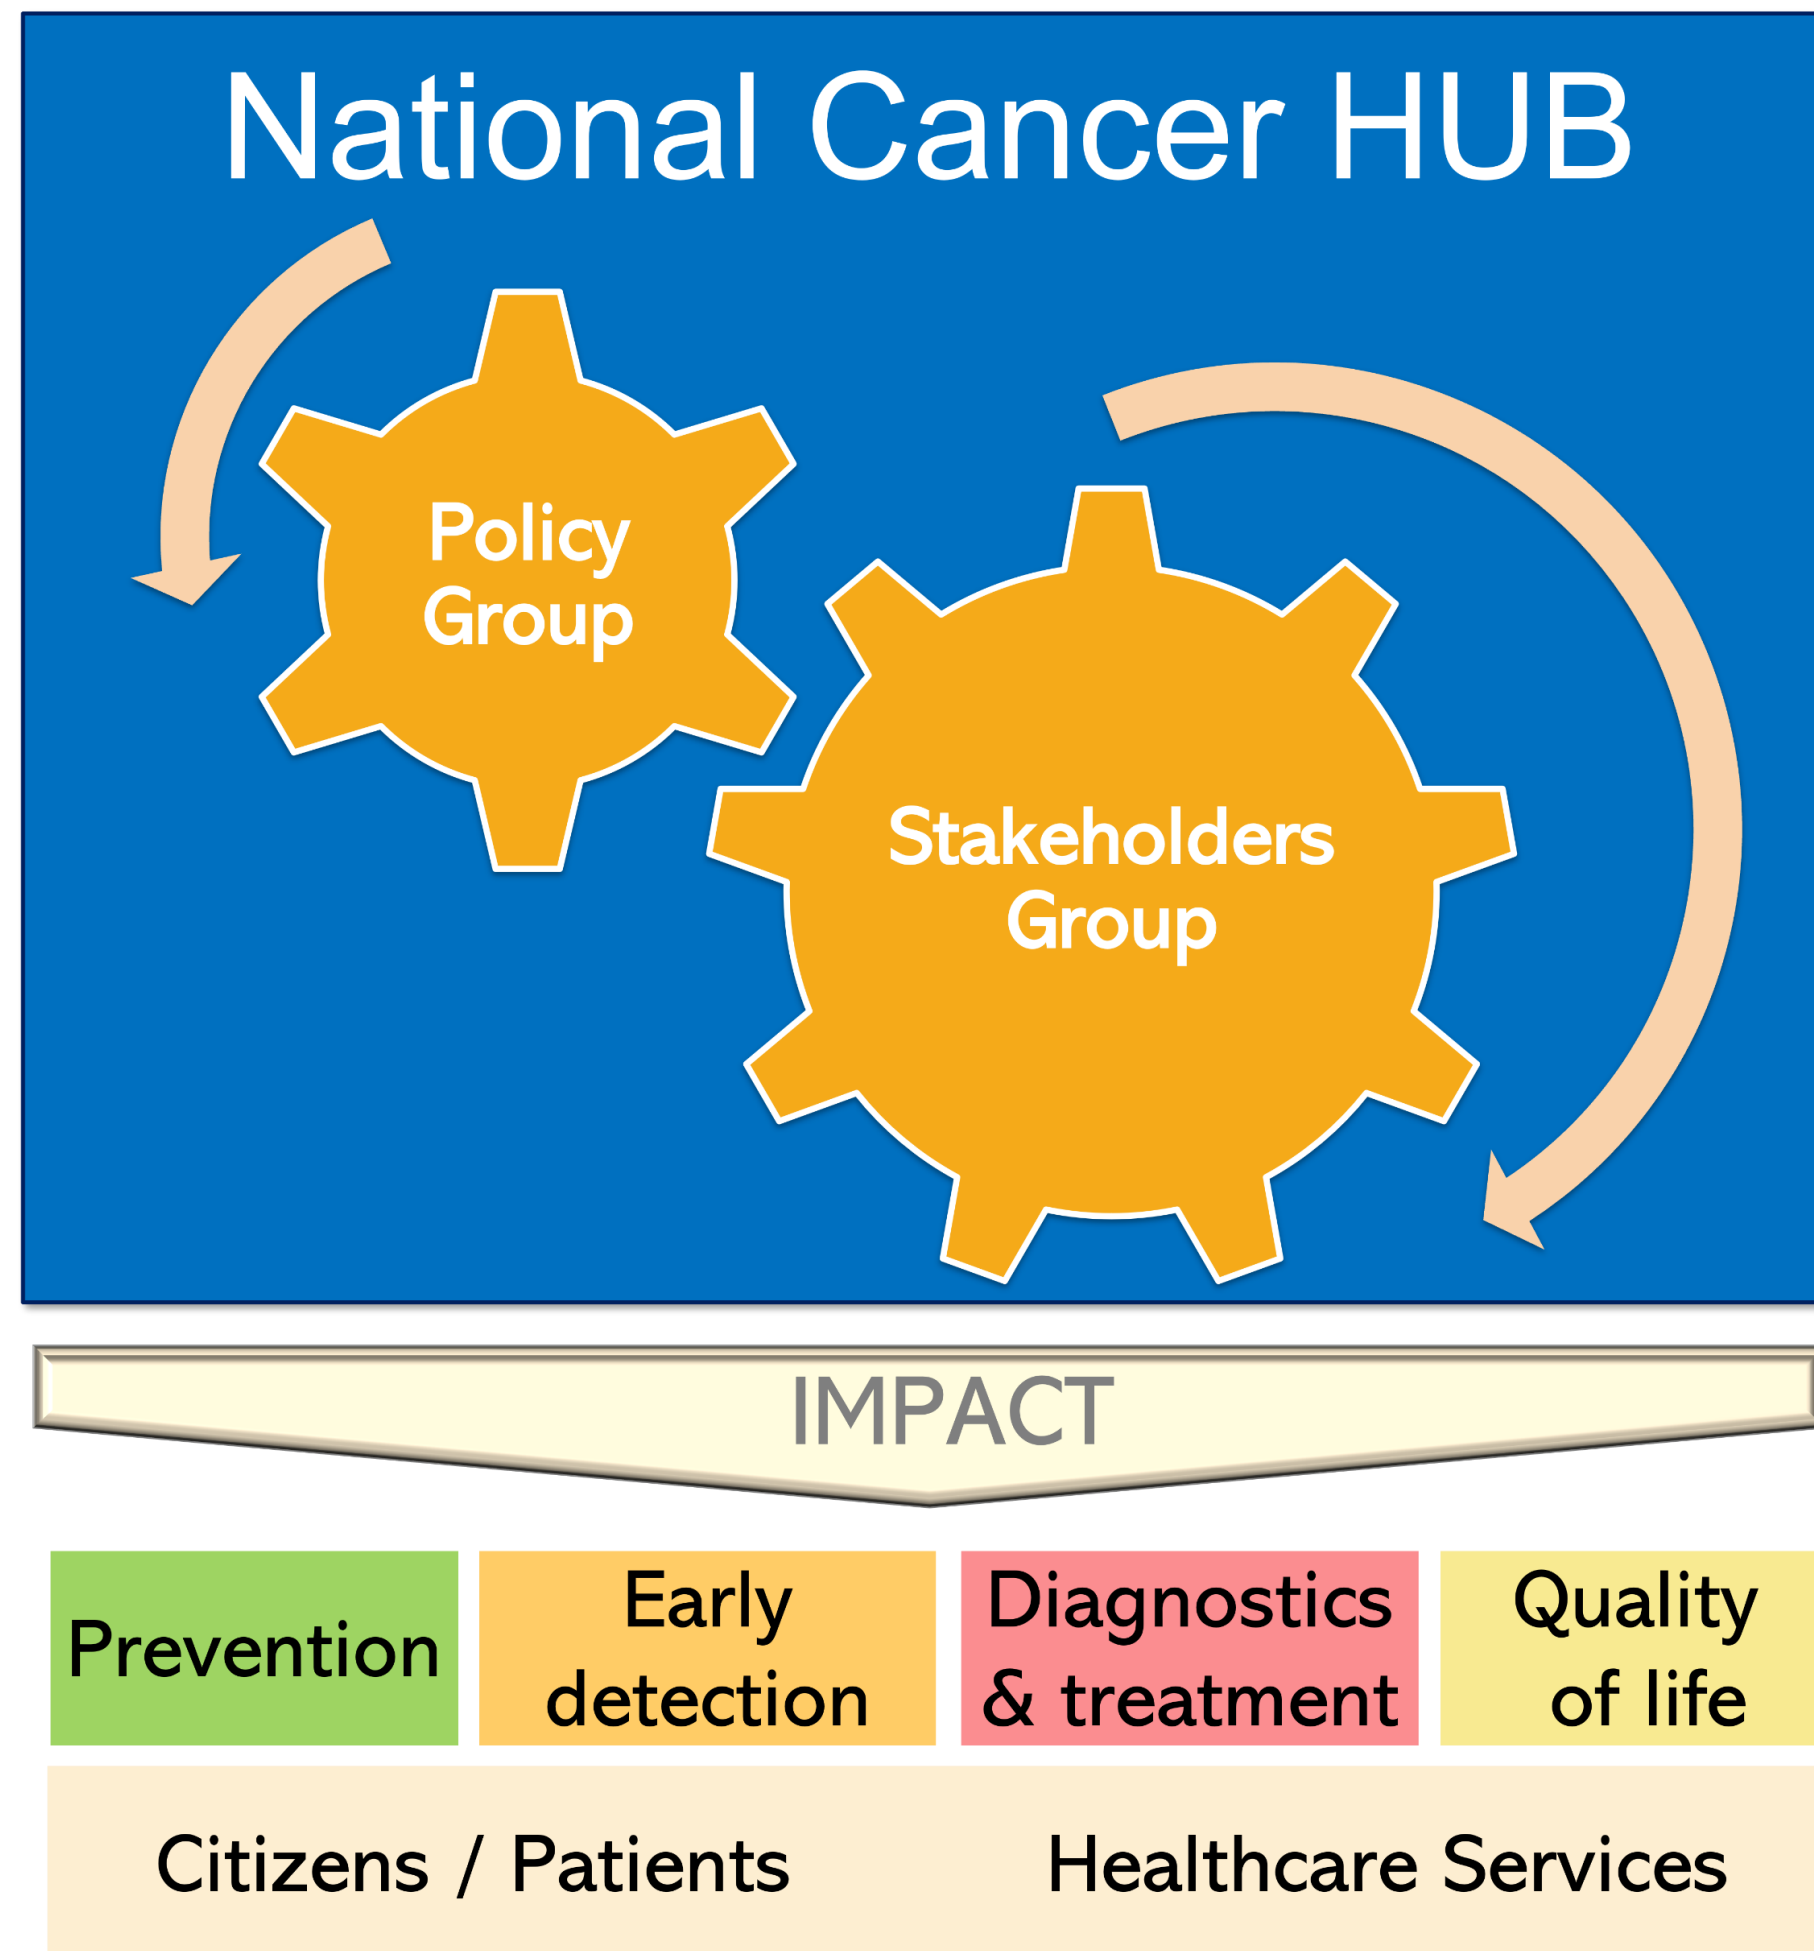 National Cancer HUB
Policy
Group
Stakeholders
Group
IMPACT
Prevention
Early
detection
Diagnostics
& treatment
Quality
of life
Citizens / Patients
Healthcare Services